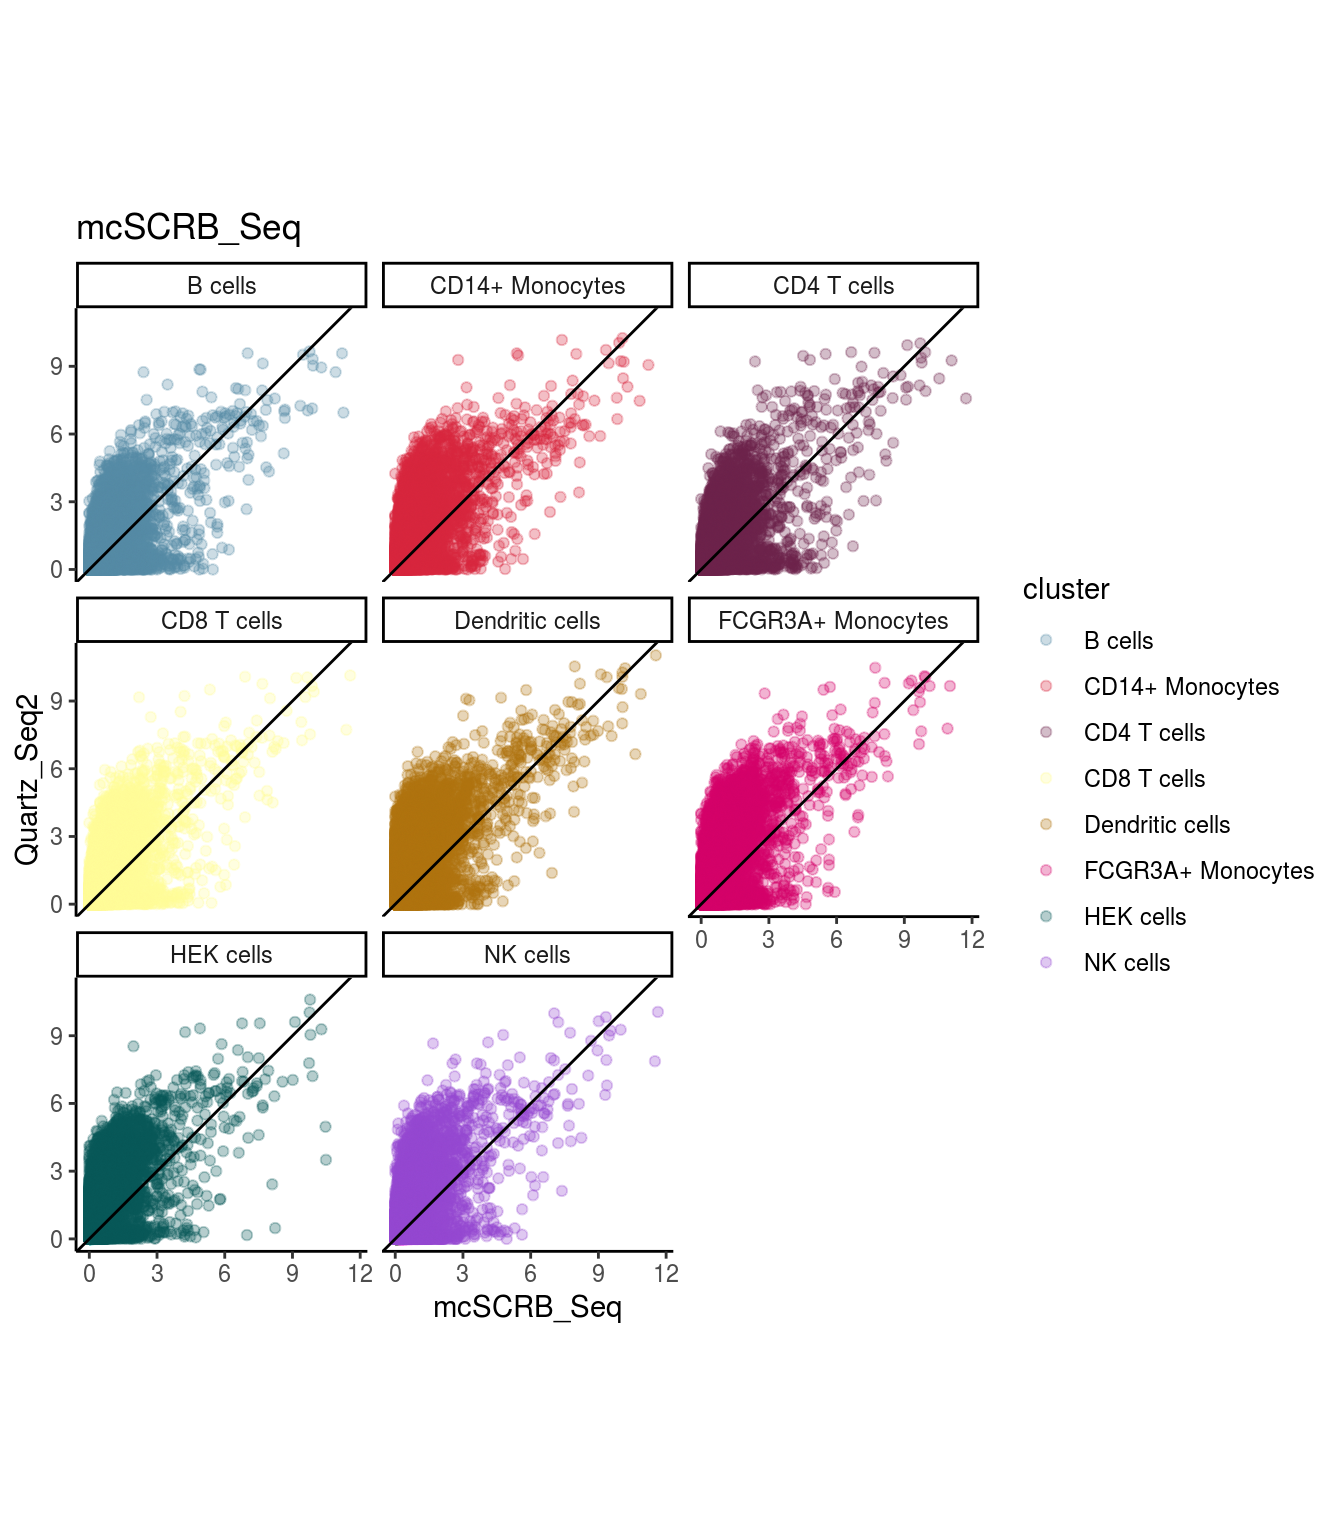 mcSCRB_Seq
B cells
CD14+ Monocytes
CD4 T cells
9
6
3
0
CD8 T cells
Dendritic cells
FCGR3A+ Monocytes
9
6
3
0
0 3 6 9 12
HEK cells
NK cells
9
6
3
0
0 3 6 9 12
0 3 6 9 12
mcSCRB_Seq
Quartz_Seq2
cluster
B cells
CD14+ Monocytes
CD4 T cells
CD8 T cells
Dendritic cells
FCGR3A+ Monocytes
HEK cells
NK cells